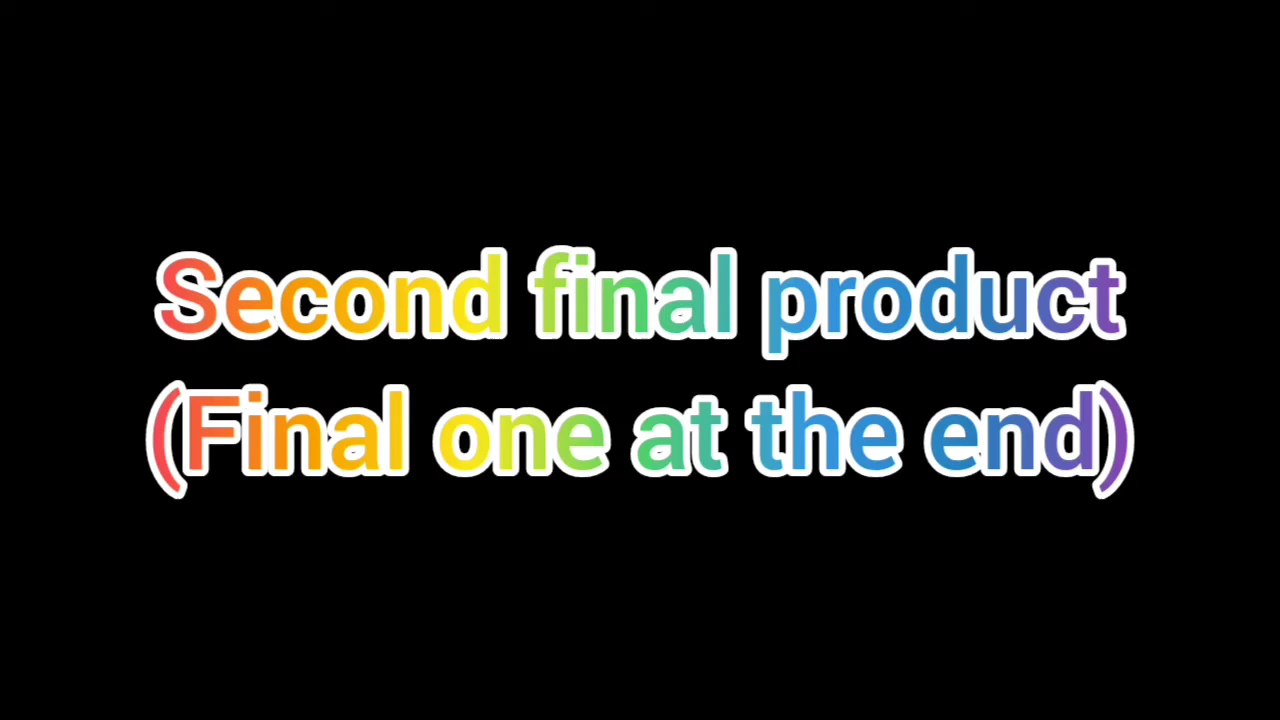 Second final product
(Final one at the end)